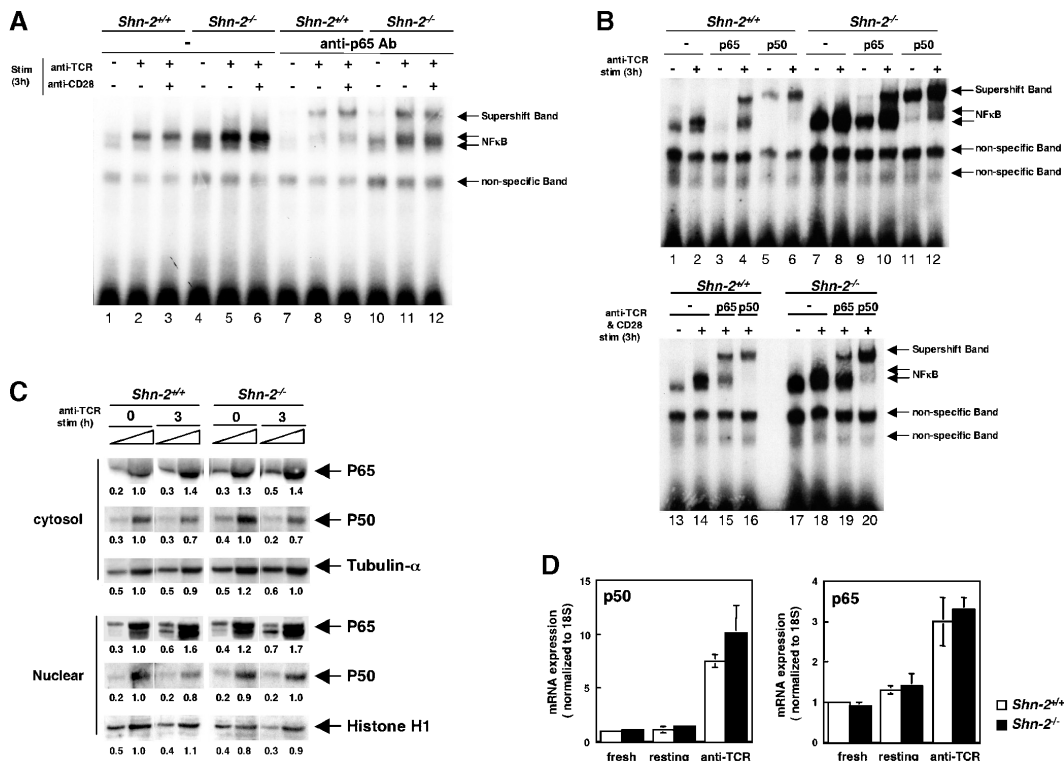 A
Shn-2+/+ Shn-2-/- Shn-2+/+ Shn-2-/-
- anti-p65 Ab
Stim (3h)
anti-TCR - + + - + + - + + - + +
anti-CD28 - - + - - + - - + - - +
Supershift Band
NFκB
non-specific Band
1 2 3 4 5 6 7 8 9 10 11 12
B
Shn-2+/+ Shn-2-/-
- p65 p50 - p65 p50
anti-TCR
stim (3h) - + - + - + - + - + - +
Supershift Band
NFκB
non-specific Band
non-specific Band
1 2 3 4 5 6 7 8 9 10 11 12
Shn-2+/+ Shn-2-/-
- p65 p50 - p65 p50
anti-TCR
& CD28
stim (3h) - + + + - + + +
Supershift Band
NFκB
non-specific Band
non-specific Band
13 14 15 16 17 18 19 20
C
Shn-2+/+ Shn-2-/-
anti-TCR
stim (h) 0 3 0 3
cytosol
P65
0.2 1.0 0.3 1.4 0.3 1.3 0.5 1.4
P50
0.3 1.0 0.3 0.7 0.4 1.0 0.2 0.7
Tubulin-α
0.5 1.0 0.5 0.9 0.5 1.2 0.6 1.0
Nuclear
P65
0.3 1.0 0.6 1.6 0.4 1.2 0.7 1.7
P50
0.2 1.0 0.2 0.8 0.2 0.9 0.2 1.0
Histone H1
0.5 1.0 0.4 1.1 0.4 0.8 0.3 0.9
D
p50
mRNA expression
( normalized to 18S)
15
10
5
0
fresh resting anti-TCR
p65
mRNA expression
( normalized to 18S)
4
3
2
1
0
fresh resting anti-TCR
Shn-2+/+
Shn-2-/-